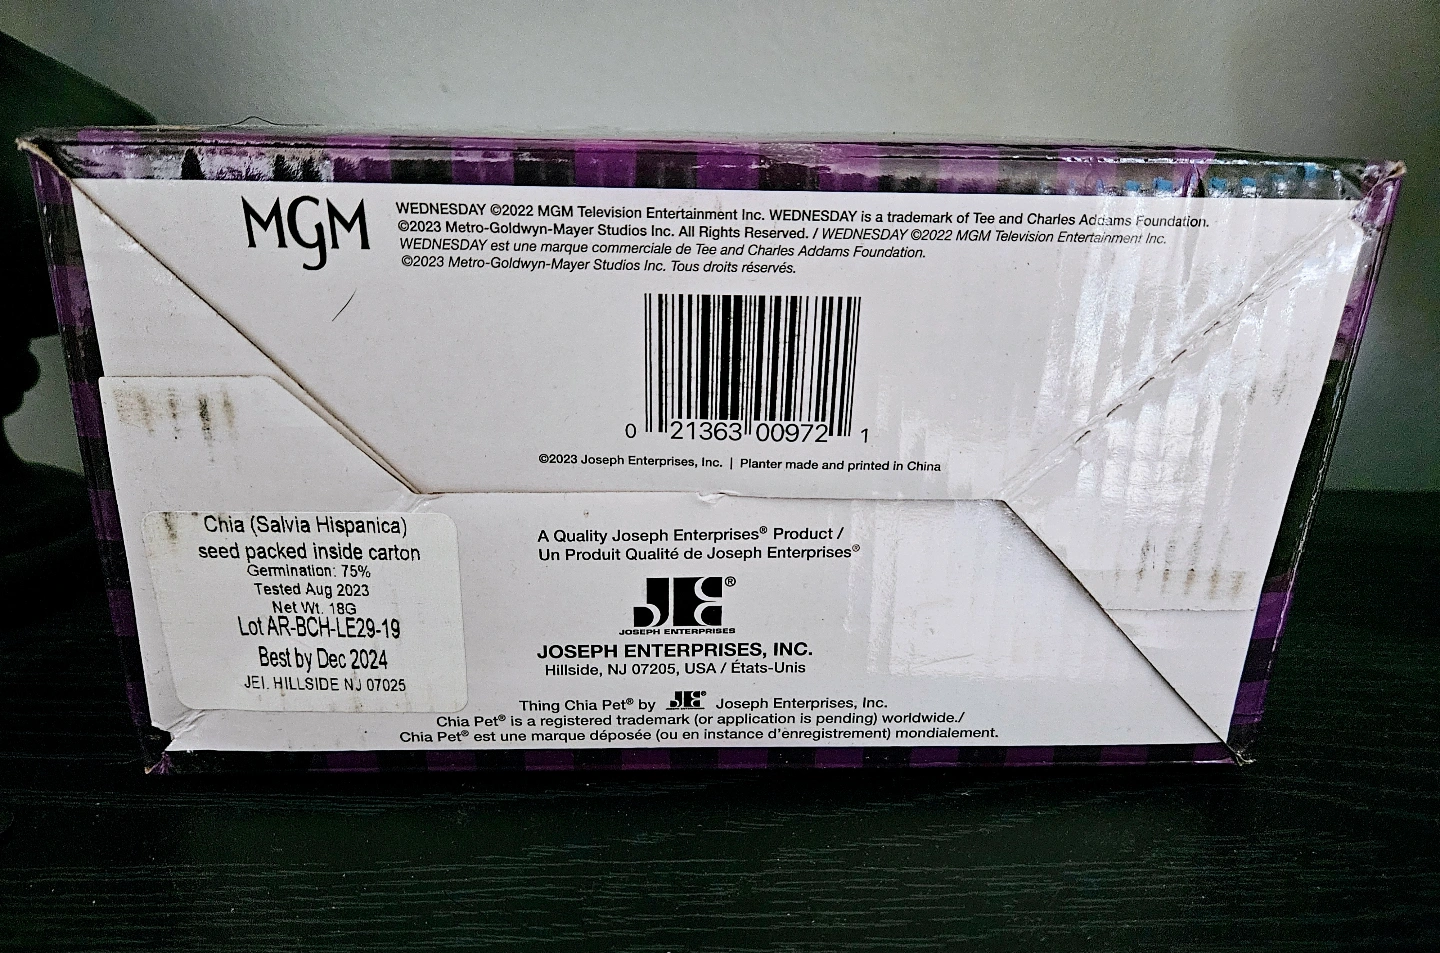 MGM
WEDNESDAY ©2022 MGM Television Entertainment Inc. WEDNESDAY is a trademark of Tee and Charles Addams Foundation.
©2023 Metro-Goldwyn-Mayer Studios Inc. All Rights Reserved. / WEDNESDAY ©2022 MGM Television Entertainment Inc.
WEDNESDAY est une marque commerciale de Tee and Charles Addams Foundation.
©2023 Metro-Goldwyn-Mayer Studios Inc. Tous droits réservés.
0 21363 00972 1
©2023 Joseph Enterprises, Inc. | Planter made and printed in China
Chia (Salvia Hispanica)
seed packed inside carton
Germination: 75%
Tested Aug 2023
Net Wt. 18G
Lot AR-BCH-LE29-19
Best by Dec 2024
JEI. HILLSIDE NJ 07025
A Quality Joseph Enterprises® Product /
Un Produit Qualité de Joseph Enterprises®
JE®
JOSEPH ENTERPRISES
JOSEPH ENTERPRISES, INC.
Hillside, NJ 07205, USA / États-Unis
Thing Chia Pet® by JE® Joseph Enterprises, Inc.
Chia Pet® is a registered trademark (or application is pending) worldwide./
Chia Pet® est une marque déposée (ou en instance d'enregistrement) mondialement.